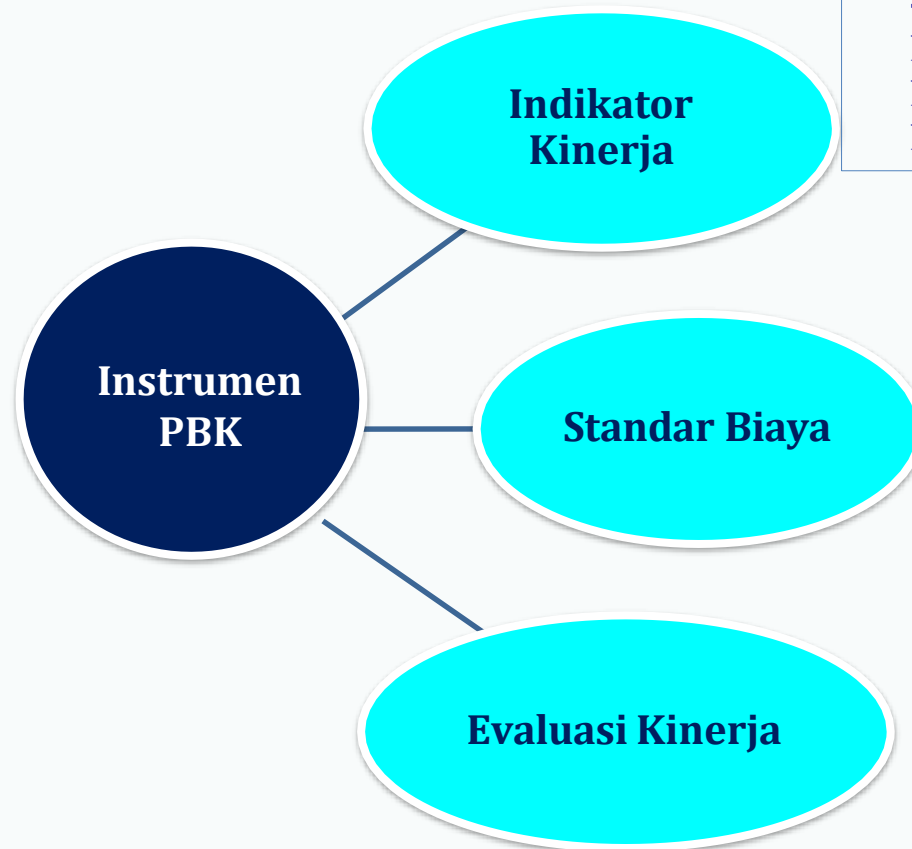 Indikator
Kinerja
Instrumen
PBK
Standar Biaya
Evaluasi Kinerja